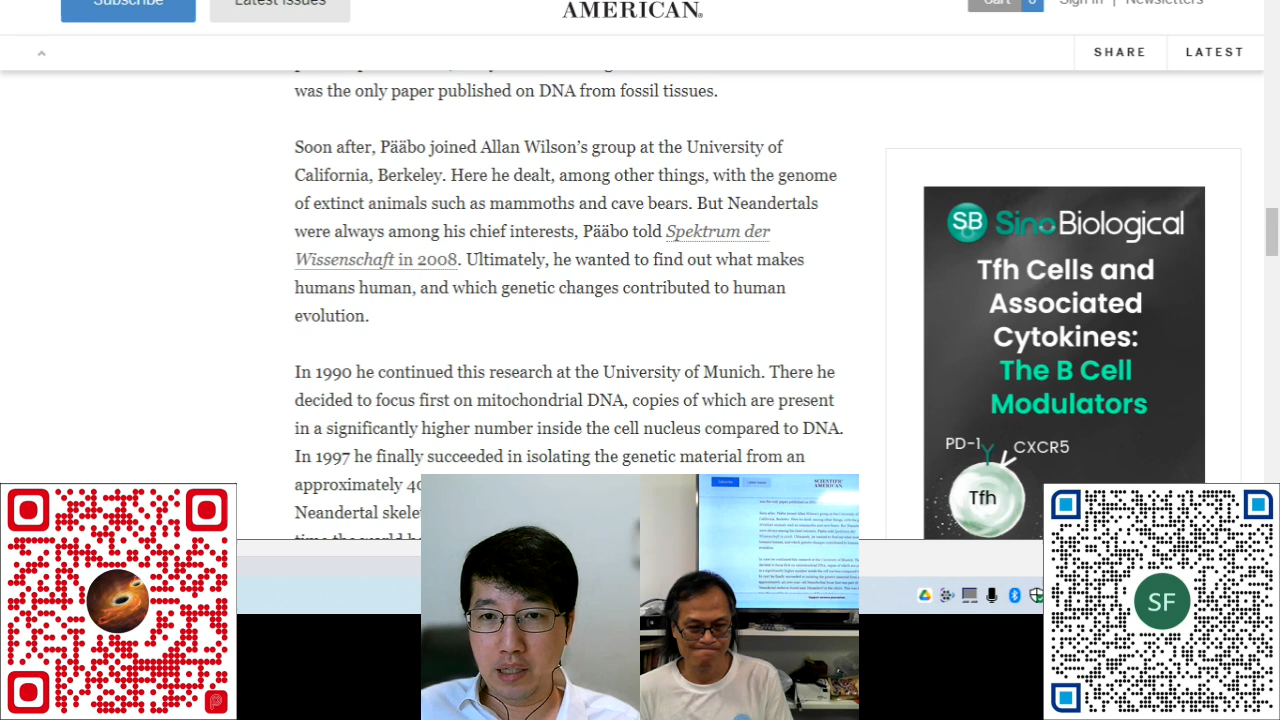 Subscribe
Latest Issues
AMERICAN®
Cart 0
Sign In | Newsletters
SHARE
LATEST
was the only paper published on DNA from fossil tissues.
Soon after, Pääbo joined Allan Wilson's group at the University of
California, Berkeley. Here he dealt, among other things, with the genome
of extinct animals such as mammoths and cave bears. But Neandertals
were always among his chief interests, Pääbo told Spektrum der
Wissenschaft in 2008. Ultimately, he wanted to find out what makes
humans human, and which genetic changes contributed to human
evolution.
In 1990 he continued this research at the University of Munich. There he
decided to focus first on mitochondrial DNA, copies of which are present
in a significantly higher number inside the cell nucleus compared to DNA.
In 1997 he finally succeeded in isolating the genetic material from an
approximately 40
Neandertal skele
SB SinoBiological
Tfh Cells and
Associated
Cytokines:
The B Cell
Modulators
PD-1
CXCR5
Tfh
SCIENTIFIC
AMERICAN
SF